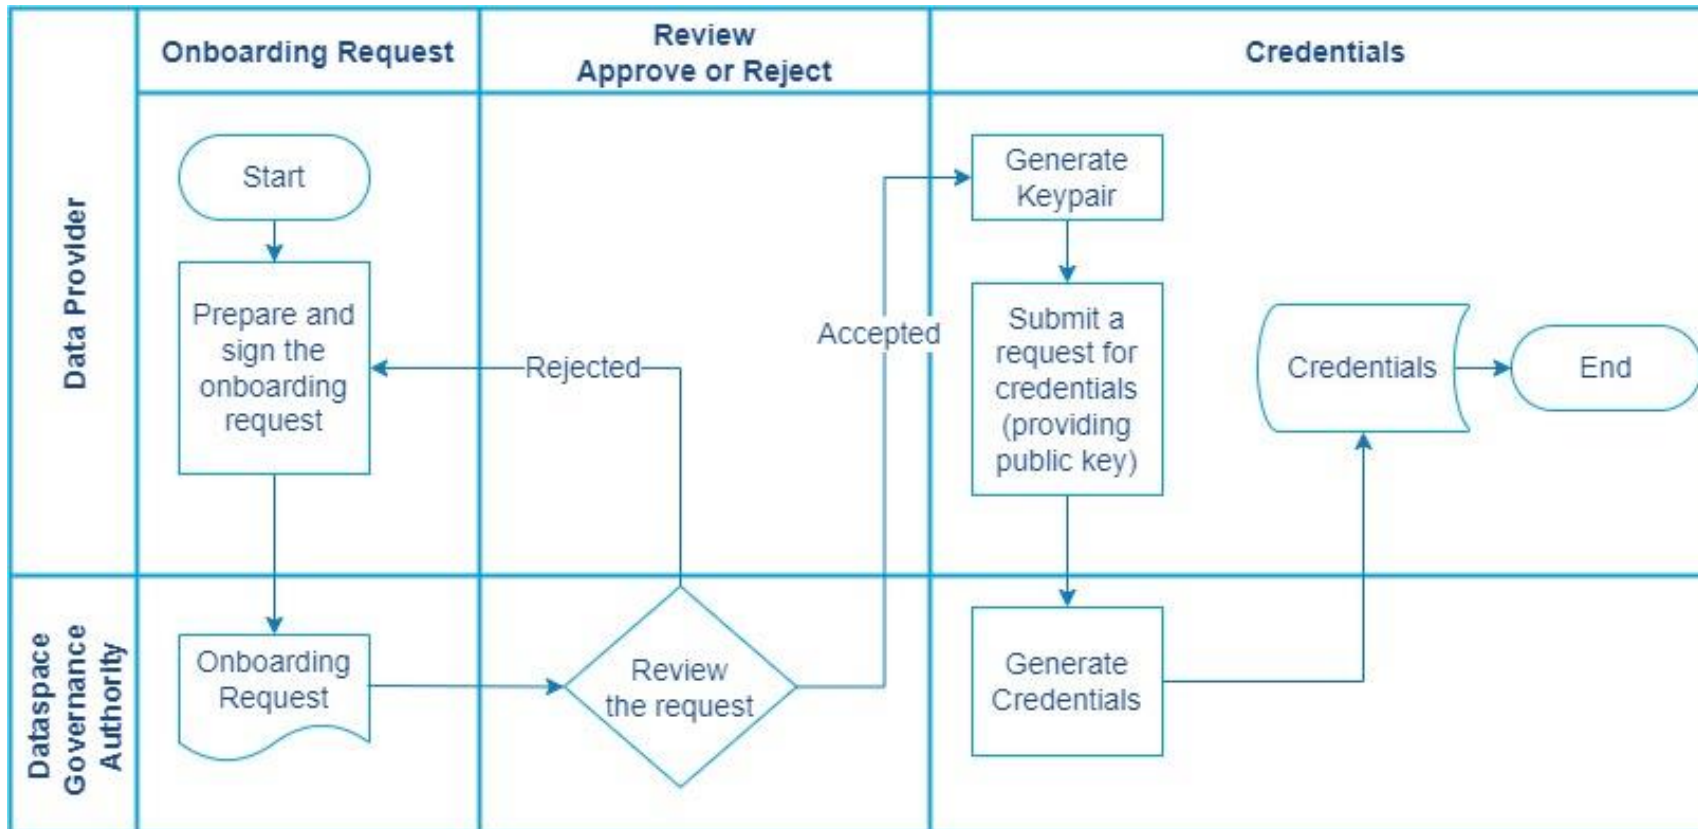 Onboarding Request
Review
Approve or Reject
Credentials
Data Provider
Start
Prepare and
sign the
onboarding
request
Rejected
Accepted
Generate
Keypair
Submit a
request for
credentials
(providing
public key)
Credentials
End
Dataspace
Governance
Authority
Onboarding
Request
Review
the request
Generate
Credentials